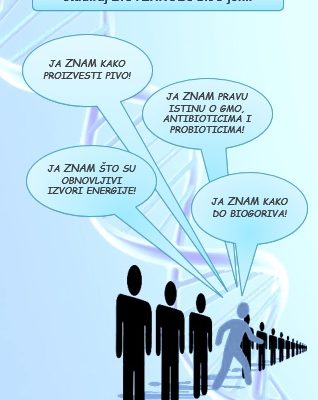 JA ZNAM KAKO
PROIZVESTI PIVO!
JA ZNAM PRAVU
ISTINU O GMO,
ANTIBIOTICIMA I
PROBIOTICIMA!
JA ZNAM ŠTO SU
OBNOVLJIVI
IZVORI ENERGIJE!
JA ZNAM KAKO
DO BIOGORIVA!